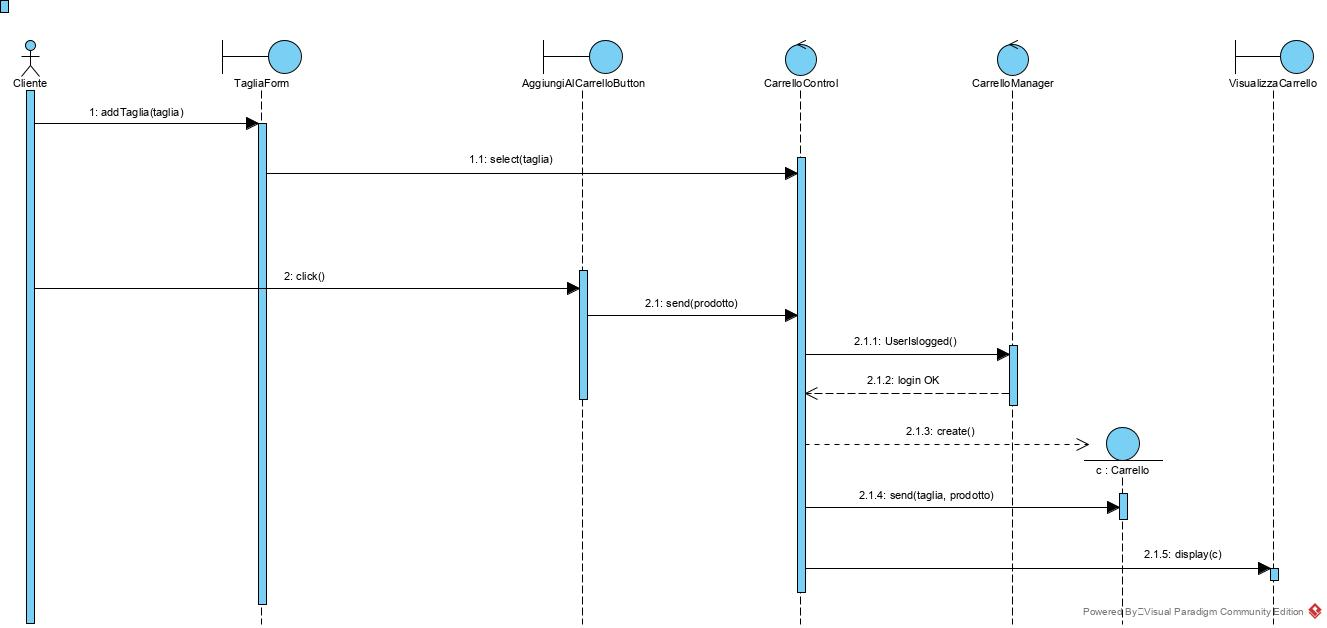 Cliente
TagliaForm
AggiungiAlCarrelloButton
CarrelloControl
CarrelloManager
VisualizzaCarrello
1: addTaglia(taglia)
1.1: select(taglia)
2: click()
2.1: send(prodotto)
2.1.1: UserIslogged()
2.1.2: login OK
2.1.3: create()
c : Carrello
2.1.4: send(taglia, prodotto)
2.1.5: display(c)
Powered By Visual Paradigm Community Edition